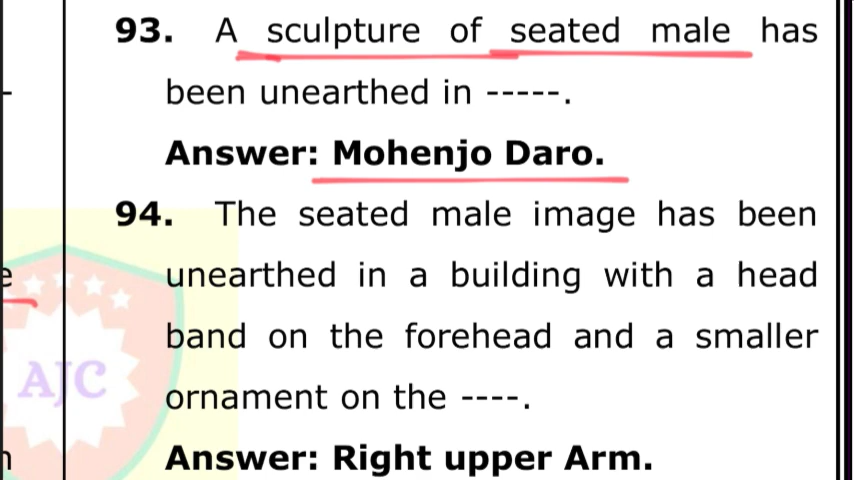 93. A sculpture of seated male has
been unearthed in -----.
Answer: Mohenjo Daro.
94. The seated male image has been
unearthed in a building with a head
band on the forehead and a smaller
ornament on the ----.
Answer: Right upper Arm.
AJC